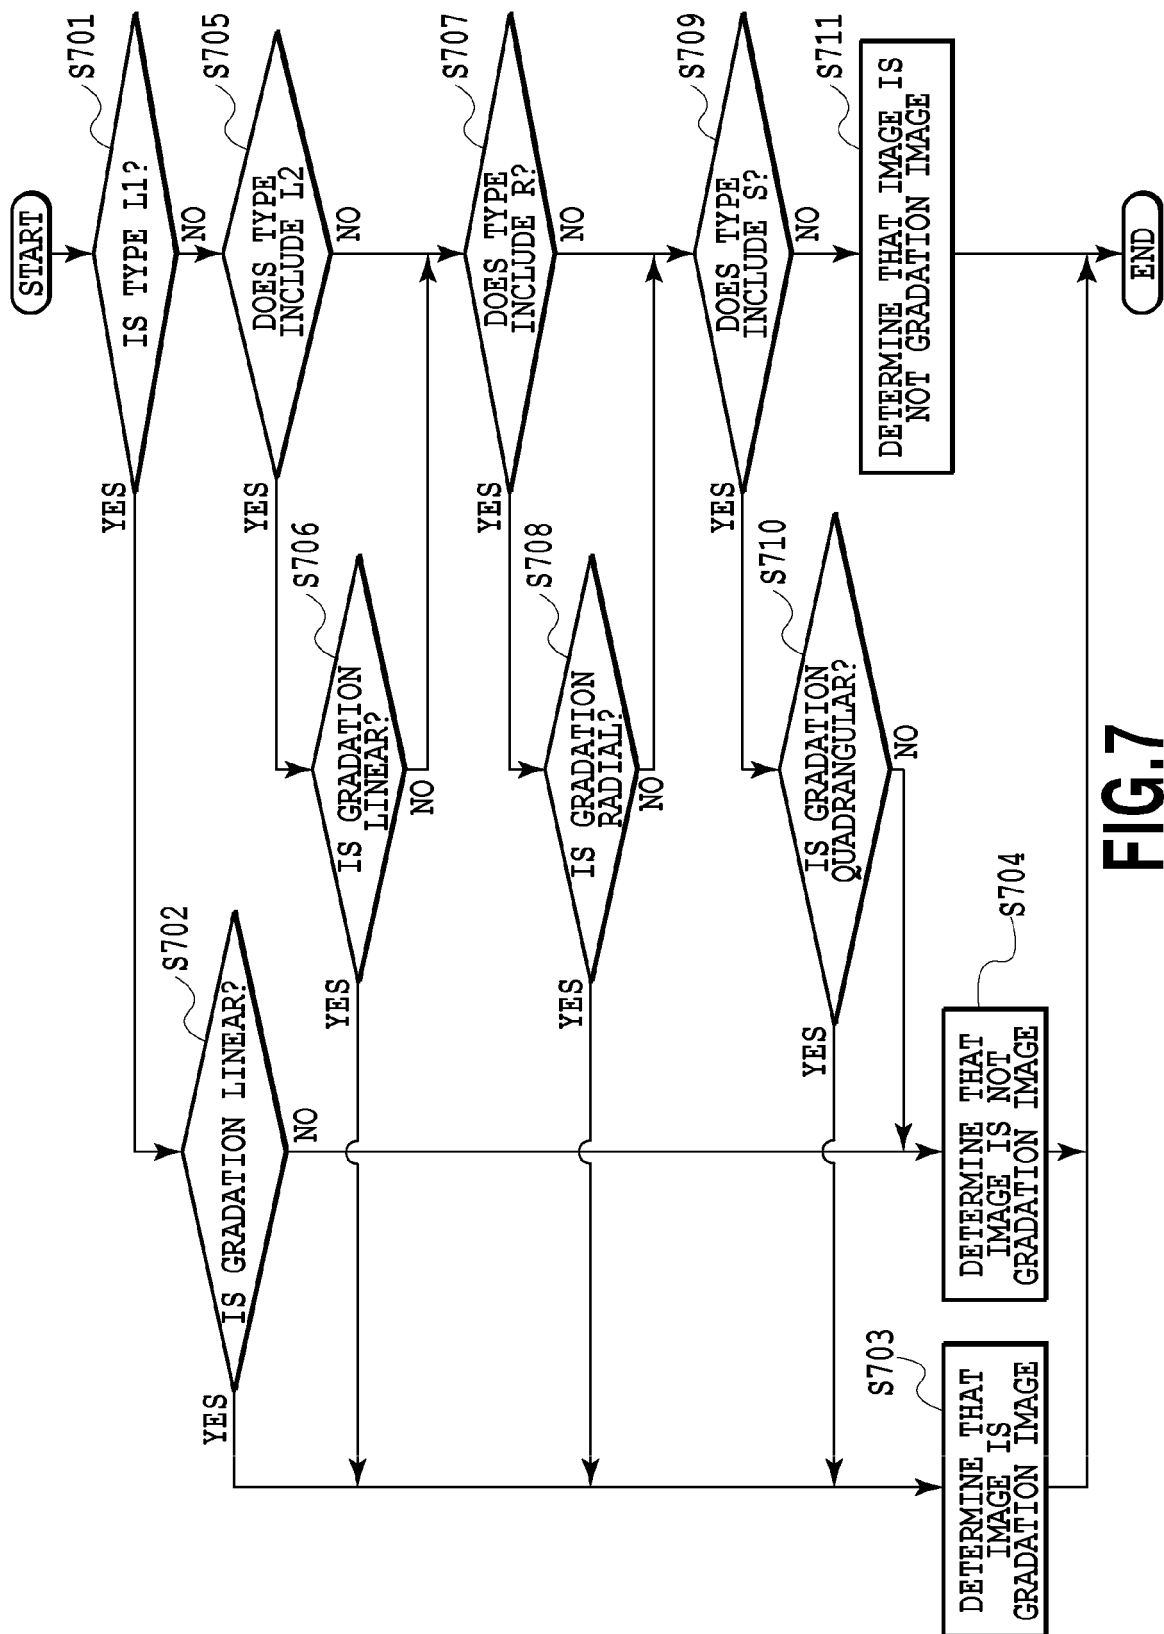 START
S701
IS TYPE L1?
YES
NO
S702
IS GRADATION LINEAR?
YES
NO
S705
DOES TYPE
INCLUDE L2
YES
NO
S706
IS GRADATION
LINEAR?
YES
NO
S707
DOES TYPE
INCLUDE R?
YES
NO
S708
IS GRADATION
RADIAL?
YES
NO
S709
DOES TYPE
INCLUDE S?
YES
NO
S710
IS GRADATION
QUADRANGULAR?
YES
NO
S703
DETERMINE THAT
IMAGE IS
GRADATION IMAGE
S704
DETERMINE THAT
IMAGE IS NOT
GRADATION IMAGE
S711
DETERMINE THAT IMAGE IS
NOT GRADATION IMAGE
END
FIG.7